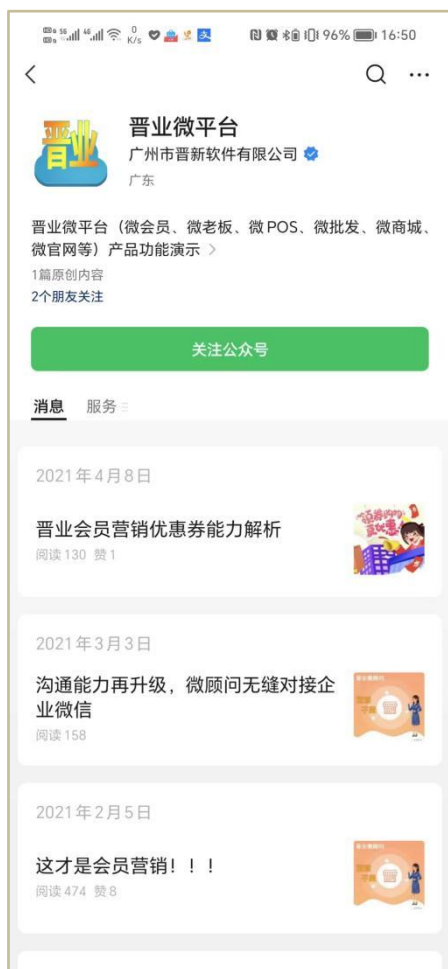 0
K/s
96%
16:50
晋业
晋业微平台
广州市晋新软件有限公司
广东
晋业微平台（微会员、微老板、微POS、微批发、微商城、
微官网等）产品功能演示
1篇原创内容
2个朋友关注
关注公众号
消息 服务
2021年4月8日
晋业会员营销优惠券能力解析
阅读 130 赞 1
2021年3月3日
沟通能力再升级，微顾问无缝对接企
业微信
阅读 158
2021年2月5日
这才是会员营销！！！
阅读 474 赞 8